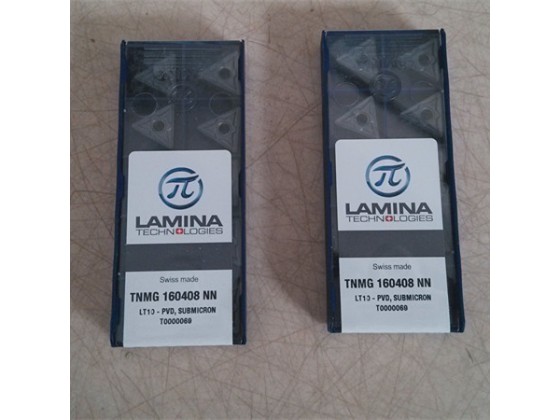 π
LAMINA
TECHNOLOGIES
Swiss made
TNMG 160408 NN
LT10 - PVD, SUBMICRON
T0000069
π
LAMINA
TECHNOLOGIES
Swiss made
TNMG 160408 NN
LT10 - PVD, SUBMICRON
T0000069